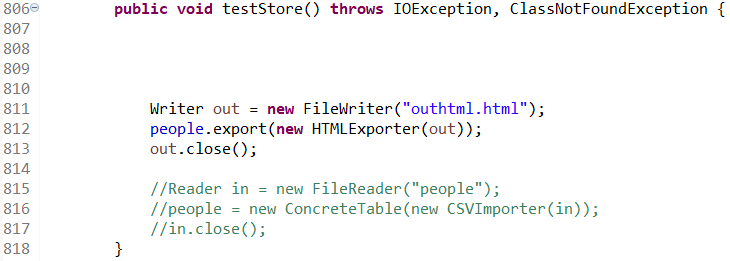 806 public void testStore() throws IOException, ClassNotFoundException {
807
808
809
810
811 Writer out = new FileWriter("outhtml.html");
812 people.export(new HTMLExporter(out));
813 out.close();
814
815 //Reader in = new FileReader("people");
816 //people = new ConcreteTable(new CSVImporter(in));
817 //in.close();
818 }